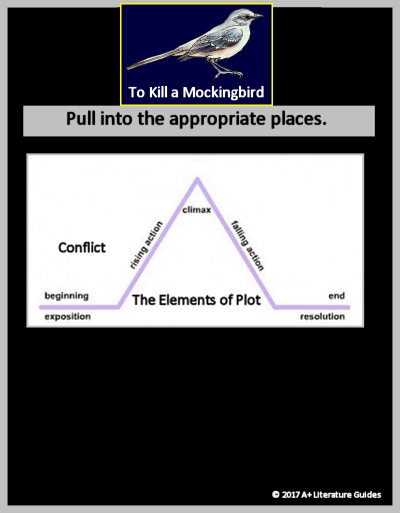 To Kill a Mockingbird
Pull into the appropriate places.
climax
rising action
falling action
Conflict
beginning
The Elements of Plot
end
exposition
resolution
© 2017 A+ Literature Guides